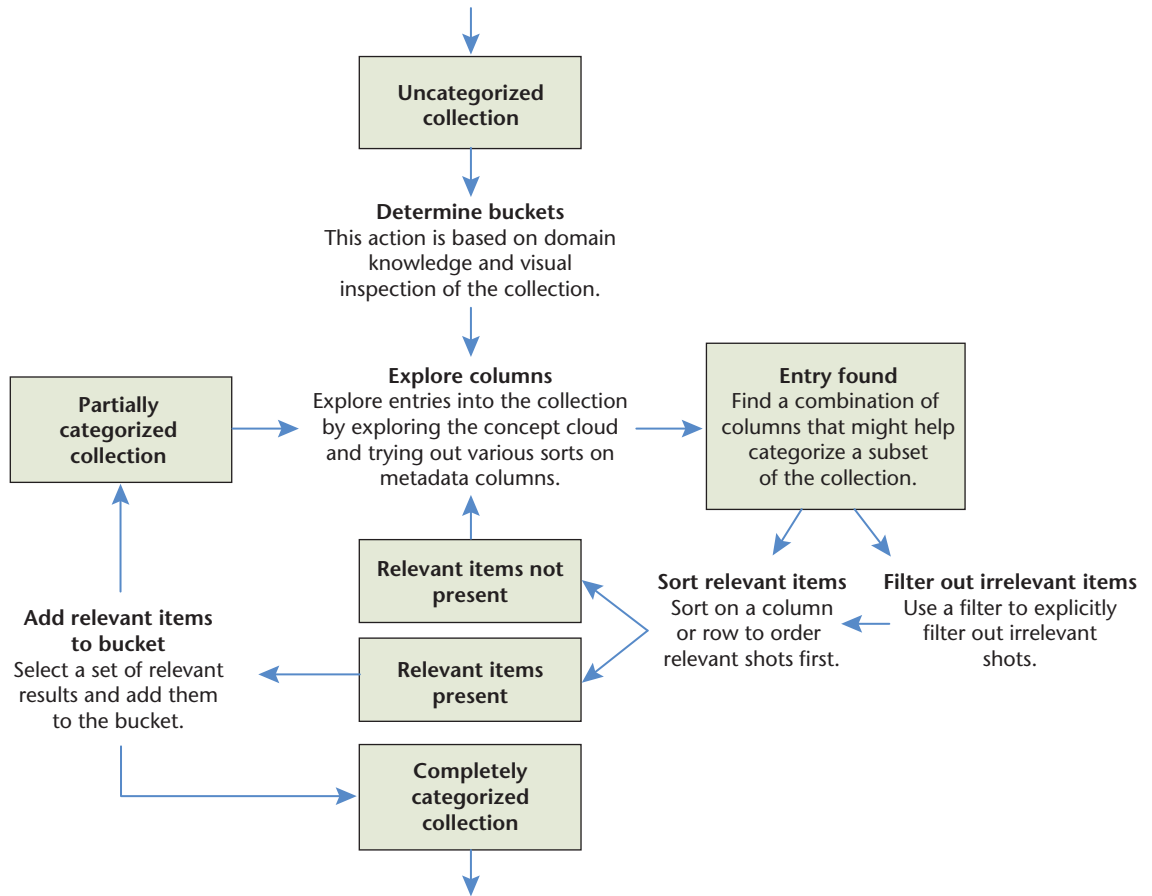 Uncategorized
collection
Determine buckets
This action is based on domain
knowledge and visual
inspection of the collection.
Explore columns
Explore entries into the collection
by exploring the concept cloud
and trying out various sorts on
metadata columns.
Entry found
Find a combination of
columns that might help
categorize a subset
of the collection.
Partially
categorized
collection
Relevant items not
present
Sort relevant items
Sort on a column
or row to order
relevant shots first.
Filter out irrelevant items
Use a filter to explicitly
filter out irrelevant
shots.
Add relevant items
to bucket
Select a set of relevant
results and add them
to the bucket.
Relevant items
present
Completely
categorized
collection